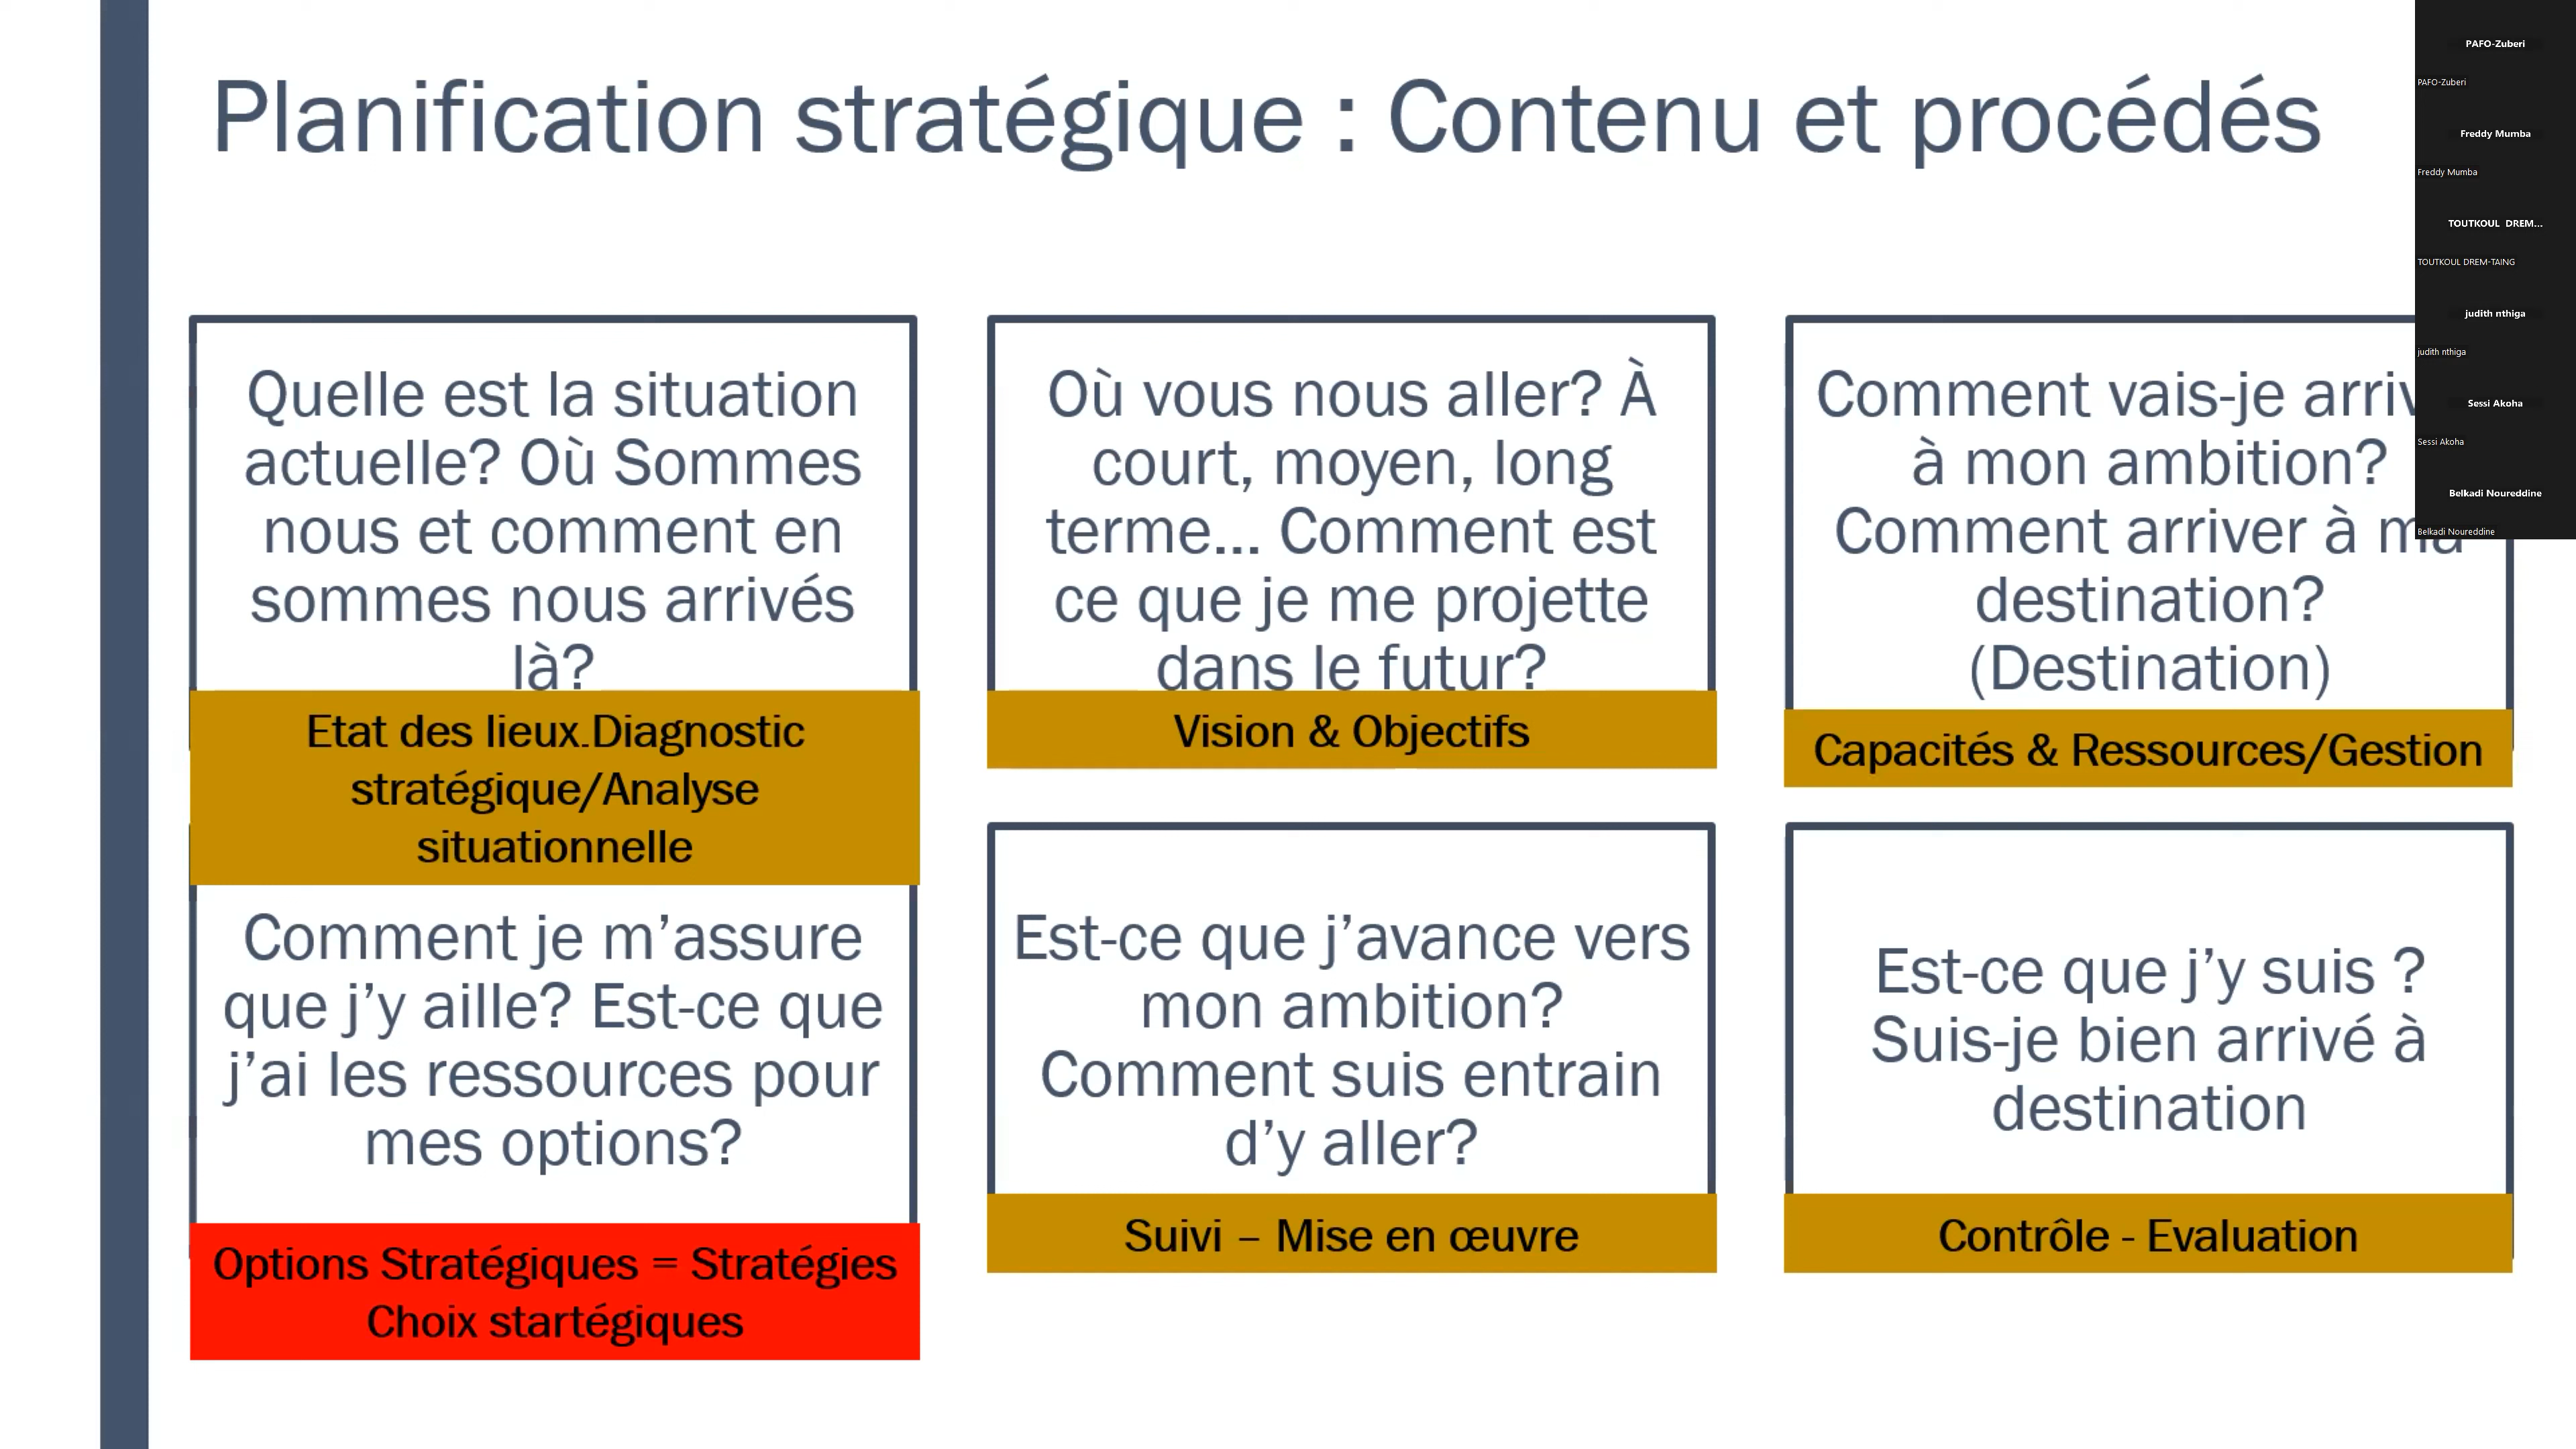 Planification stratégique : Contenu et procédés
Quelle est la situation
actuelle? Où Sommes
nous et comment en
sommes nous arrivés
là?
Etat des lieux.Diagnostic
stratégique/Analyse
situationnelle
Où vous nous aller? À
court, moyen, long
terme... Comment est
ce que je me projette
dans le futur?
Vision & Objectifs
Comment vais-je
à mon ambition?
Comment arriver à ma
destination?
(Destination)
Capacités & Ressources/Gestion
Comment je m’assure
que j’y aille? Est-ce que
j’ai les ressources pour
mes options?
Options Stratégiques = Stratégies
Choix startégiques
Est-ce que j’avance vers
mon ambition?
Comment suis entrain
d’y aller?
Suivi – Mise en œuvre
Est-ce que j’y suis ?
Suis-je bien arrivé à
destination
Contrôle - Evaluation
PAFO-Zuberi
PAFO-Zuberi
Freddy Mumba
Freddy Mumba
TOUTKOUL DREM...
TOUTKOUL DREM-TAING
judith nthiga
judith nthiga
Sessi Akoha
Sessi Akoha
Belkadi Noureddine
Belkadi Noureddine